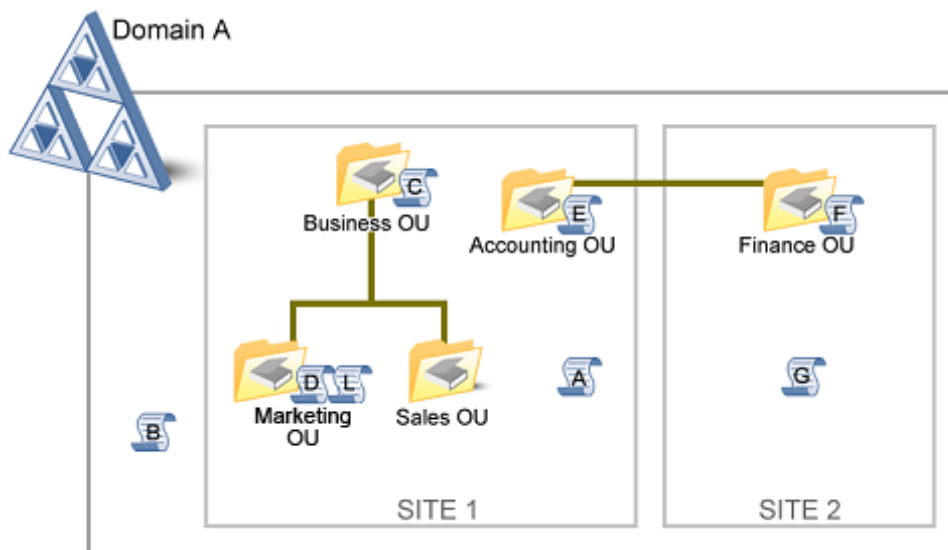 Domain A
C
Business OU
E
Accounting OU
F
Finance OU
D
L
Marketing
OU
Sales OU
A
G
B
SITE 1
SITE 2